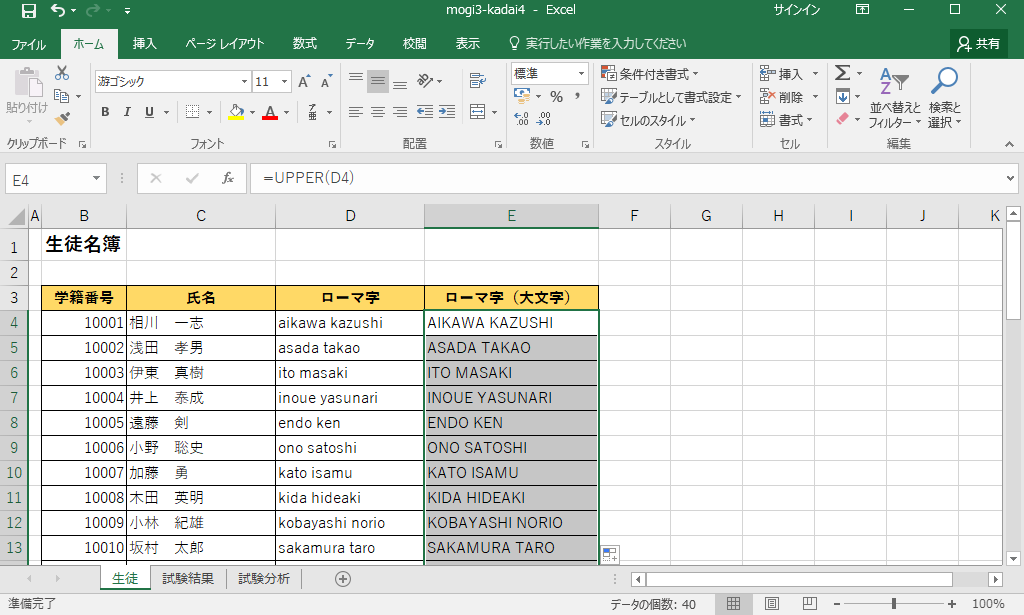 mogi3-kadai4 - Excel サインイン
ファイル ホーム 挿入 ページ レイアウト 数式 データ 校閲 表示 実行したい作業を入力してください 共有
貼り付け 游ゴシック 11 標準 条件付き書式 挿入 Σ
B I U A % , テーブルとして書式設定 削除 並べ替えと フィルター 検索と 選択
セルのスタイル 書式
クリップボード フォント 配置 数値 スタイル セル 編集
E4 fx =UPPER(D4)
A B C D E F G H I J K
1 生徒名簿
2
3 学籍番号 氏名 ローマ字 ローマ字（大文字）
4 10001 相川　一志 aikawa kazushi AIKAWA KAZUSHI
5 10002 浅田　孝男 asada takao ASADA TAKAO
6 10003 伊東　真樹 ito masaki ITO MASAKI
7 10004 井上　泰成 inoue yasunari INOUE YASUNARI
8 10005 遠藤　剣 endo ken ENDO KEN
9 10006 小野　聡史 ono satoshi ONO SATOSHI
10 10007 加藤　勇 kato isamu KATO ISAMU
11 10008 木田　英明 kida hideaki KIDA HIDEAKI
12 10009 小林　紀雄 kobayashi norio KOBAYASHI NORIO
13 10010 坂村　太郎 sakamura taro SAKAMURA TARO
生徒 試験結果 試験分析
準備完了 データの個数: 40 100%